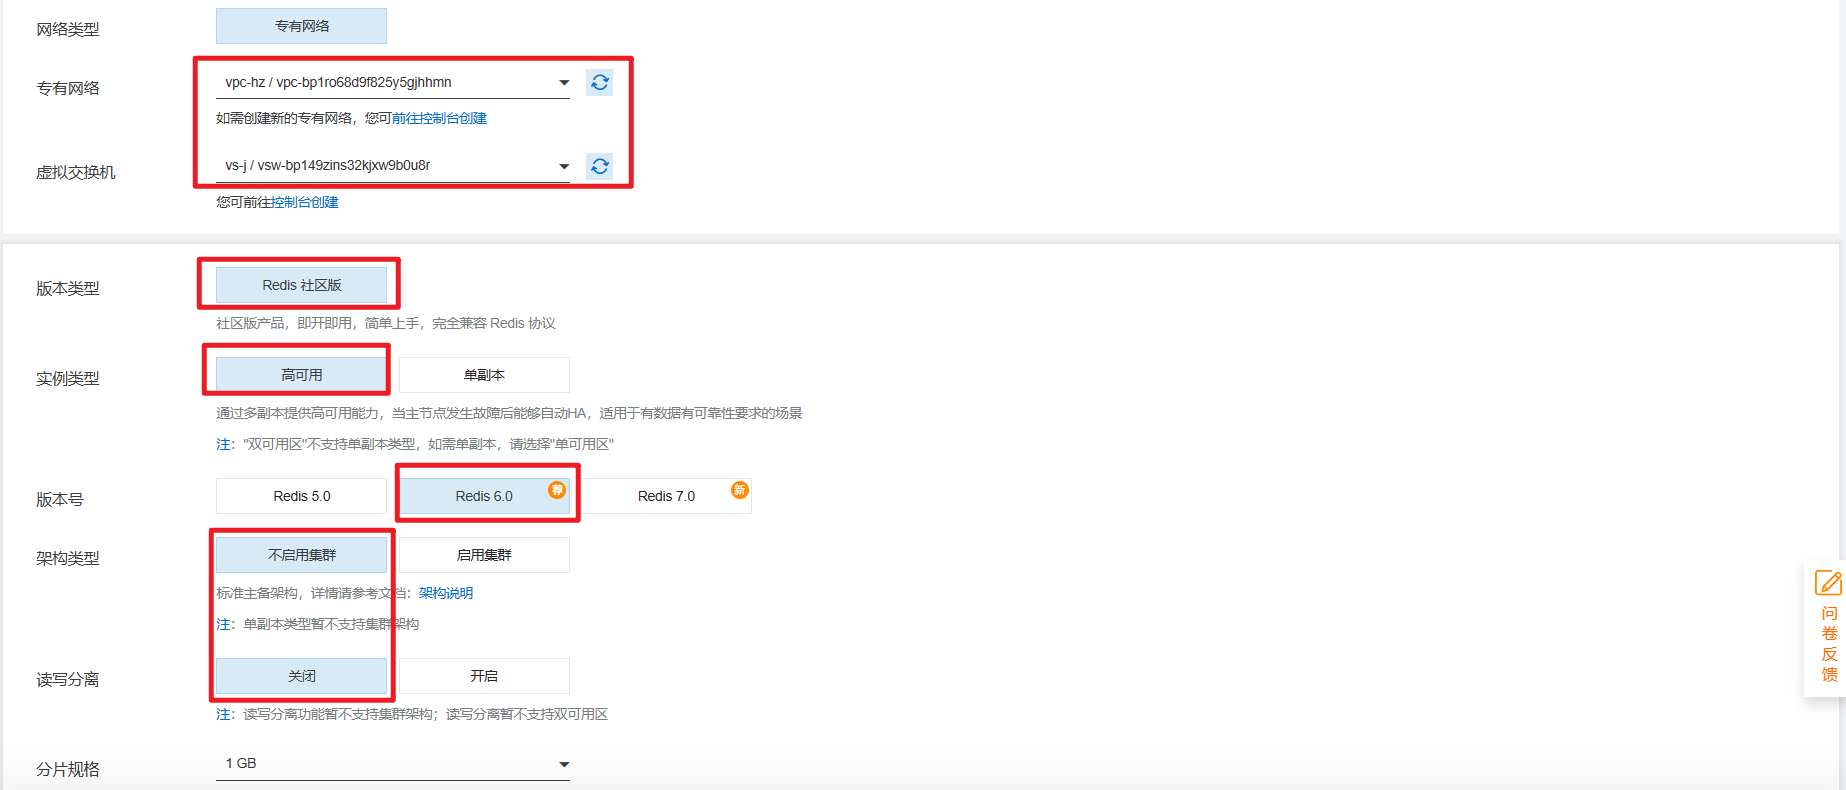 网络类型
专有网络
专有网络
vpc-hz / vpc-bp1ro68d9f825y5gjhhmn
如需创建新的专有网络，您可前往控制台创建
虚拟交换机
vs-j / vsw-bp149zins32kjxw9b0u8r
您可前往控制台创建
版本类型
Redis 社区版
社区版产品，即开即用，简单上手，完全兼容 Redis 协议
实例类型
高可用
单副本
通过多副本提供高可用能力，当主节点发生故障后能够自动HA，适用于有数据有可靠性要求的场景
注："双可用区"不支持单副本类型，如需单副本，请选择"单可用区"
版本号
Redis 5.0
Redis 6.0
荐
Redis 7.0
新
架构类型
不启用集群
启用集群
标准主备架构，详情请参考文档：架构说明
注：单副本类型暂不支持集群架构
读写分离
关闭
开启
注：读写分离功能暂不支持集群架构；读写分离暂不支持双可用区
分片规格
1 GB
问
卷
反
馈